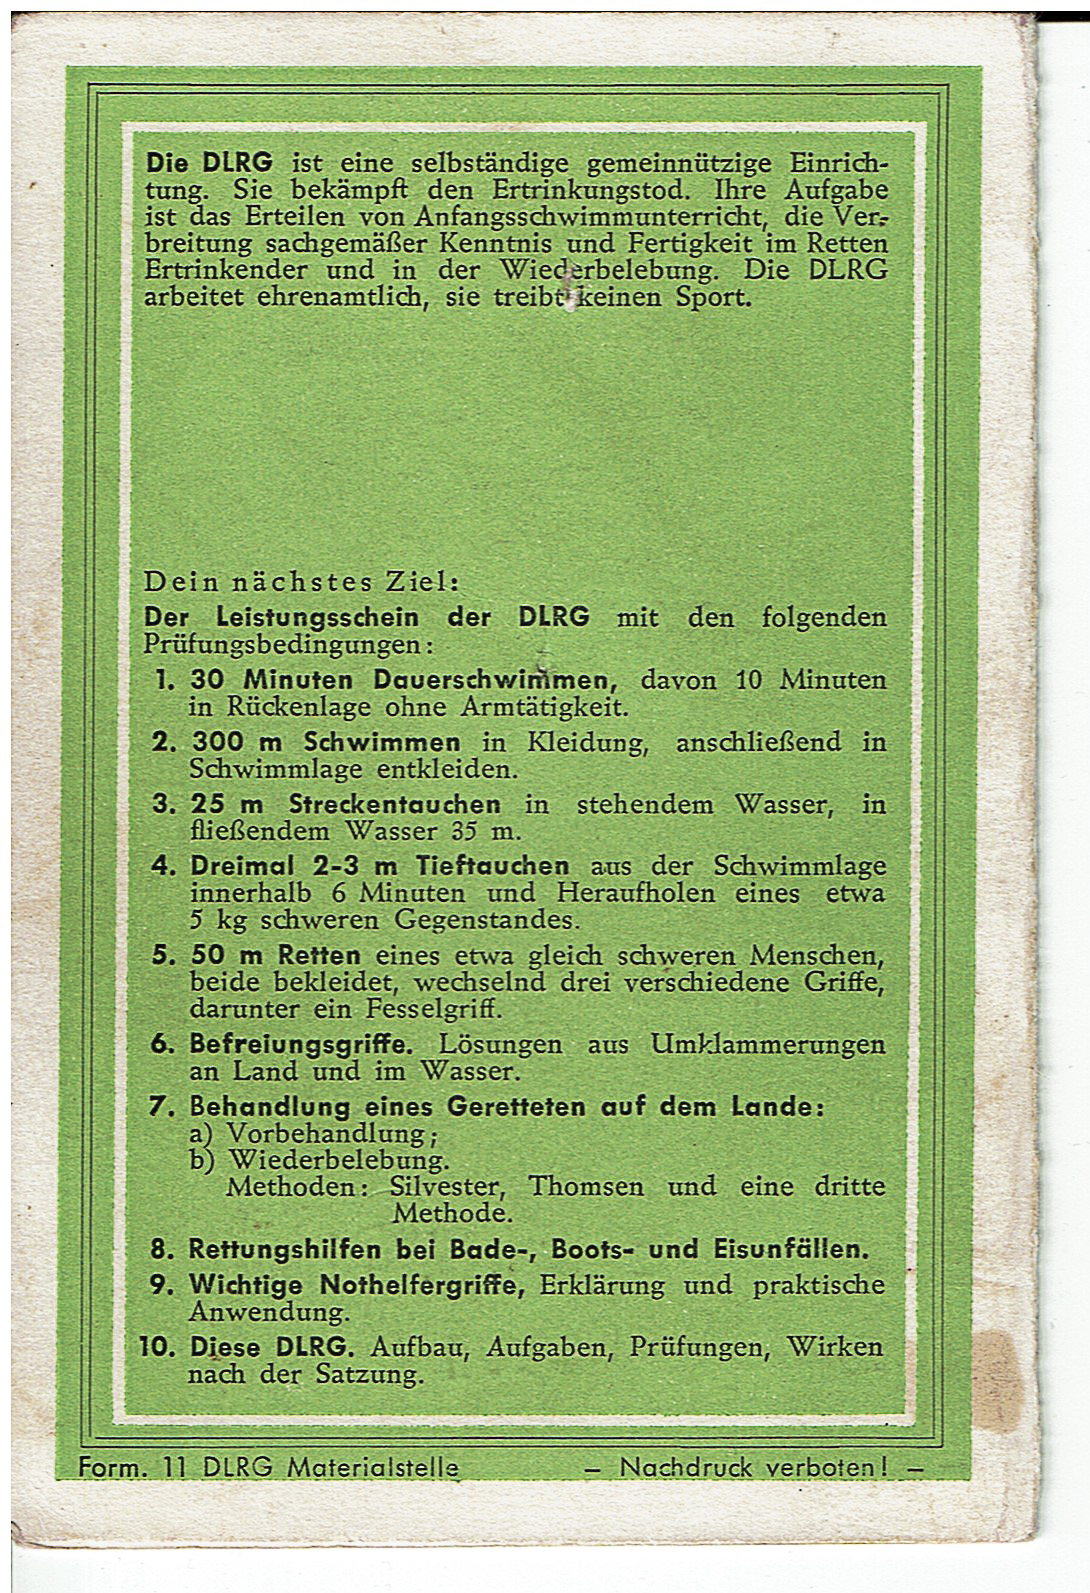 Die DLRG ist eine selbständige gemeinnützige Einrich-
tung. Sie bekämpft den Ertrinkungstod. Ihre Aufgabe
ist das Erteilen von Anfangsschwimmunterricht, die Ver-
breitung sachgemäßer Kenntnis und Fertigkeit im Retten
Ertrinkender und in der Wiederbelebung. Die DLRG
arbeitet ehrenamtlich, sie treibt keinen Sport.
Dein nächstes Ziel:
Der Leistungsschein der DLRG mit den folgenden
Prüfungsbedingungen:
1. 30 Minuten Dauerschwimmen, davon 10 Minuten
in Rückenlage ohne Armtätigkeit.
2. 300 m Schwimmen in Kleidung, anschließend in
Schwimmlage entkleiden.
3. 25 m Streckentauchen in stehendem Wasser, in
fließendem Wasser 35 m.
4. Dreimal 2-3 m Tieftauchen aus der Schwimmlage
innerhalb 6 Minuten und Heraufholen eines etwa
5 kg schweren Gegenstandes.
5. 50 m Retten eines etwa gleich schweren Menschen,
beide bekleidet, wechselnd drei verschiedene Griffe,
darunter ein Fesselgriff.
6. Befreiungsgriffe. Lösungen aus Umklammerungen
an Land und im Wasser.
7. Behandlung eines Geretteten auf dem Lande:
a) Vorbehandlung;
b) Wiederbelebung.
Methoden: Silvester, Thomsen und eine dritte
Methode.
8. Rettungshilfen bei Bade-, Boots- und Eisunfällen.
9. Wichtige Nothelfergriffe, Erklärung und praktische
Anwendung.
10. Diese DLRG. Aufbau, Aufgaben, Prüfungen, Wirken
nach der Satzung.
Form. 11 DLRG Materialstelle – Nachdruck verboten! –